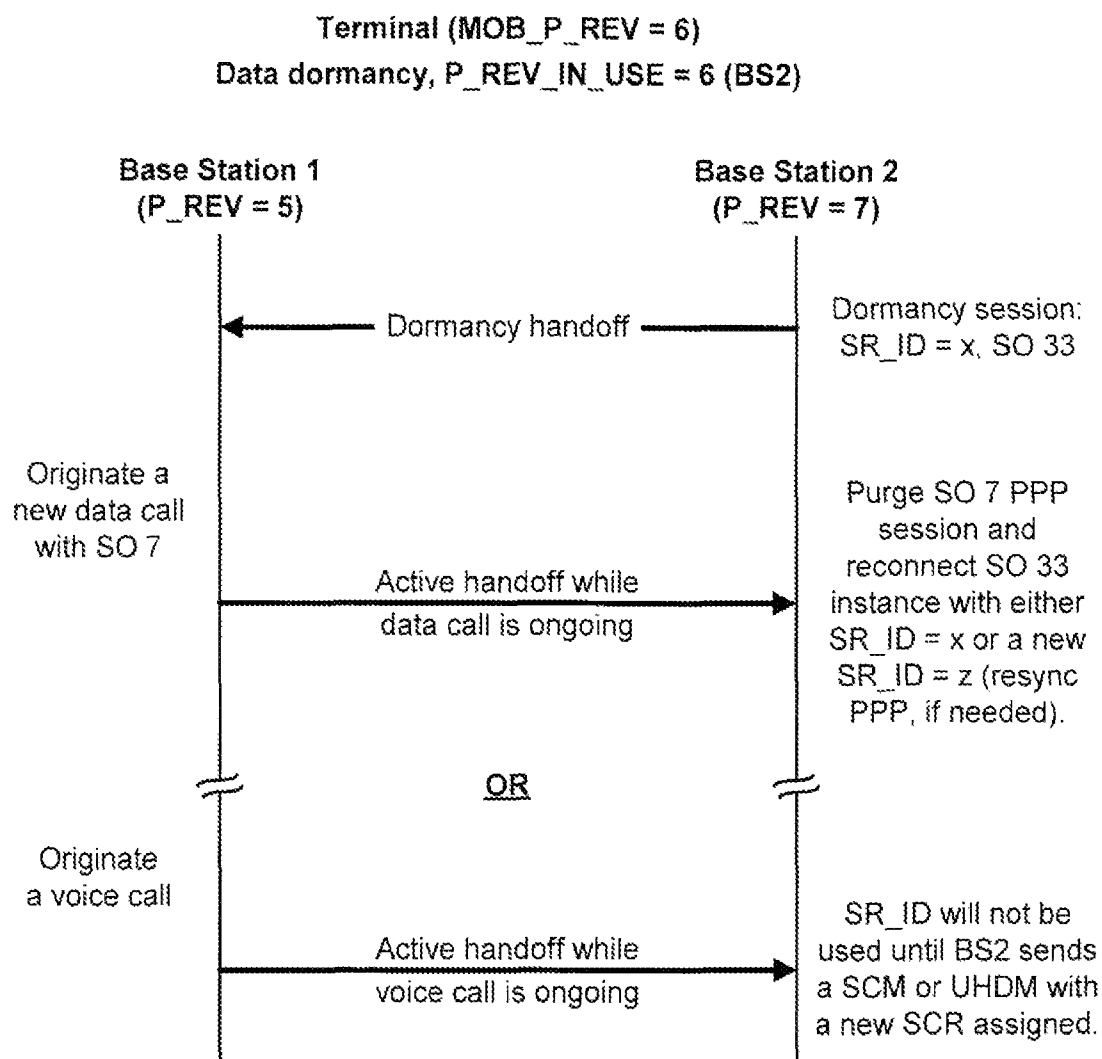 Terminal (MOB_P_REV = 6)
Data dormancy, P_REV_IN_USE = 6 (BS2)
Base Station 1
(P_REV = 5)
Base Station 2
(P_REV = 7)
Dormancy handoff
Dormancy session:
SR_ID = x, SO 33
Originate a
new data call
with SO 7
Active handoff while
data call is ongoing
Purge SO 7 PPP
session and
reconnect SO 33
instance with either
SR_ID = x or a new
SR_ID = z (resync
PPP, if needed).
OR
Originate
a voice call
Active handoff while
voice call is ongoing
SR_ID will not be
used until BS2 sends
a SCM or UHDM with
a new SCR assigned.